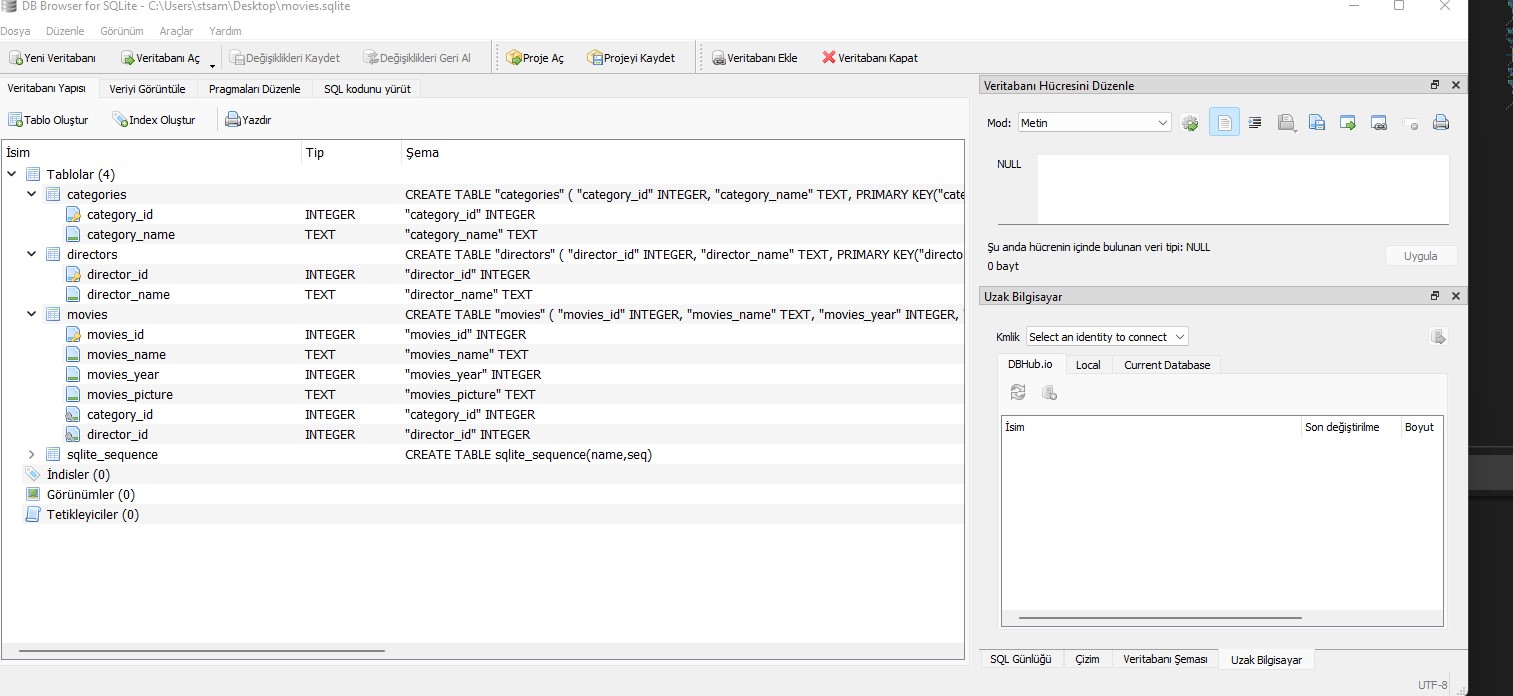 DB Browser for SQLite - C:\Users\stsam\Desktop\movies.sqlite
Dosya Düzenle Görünüm Araçlar Yardım
Yeni Veritabanı Veritabanı Aç Değişiklikleri Kaydet Değişiklikleri Geri Al Proje Aç Projeyi Kaydet Veritabanı Ekle Veritabanı Kapat
Veritabanı Yapısı Veriyi Görüntüle Pragmaları Düzenle SQL kodunu yürüt
Tablo Oluştur Index Oluştur Yazdır
İsim Tip Şema
Tablolar (4)
categories CREATE TABLE "categories" ( "category_id" INTEGER, "category_name" TEXT, PRIMARY KEY("cate
category_id INTEGER "category_id" INTEGER
category_name TEXT "category_name" TEXT
directors CREATE TABLE "directors" ( "director_id" INTEGER, "director_name" TEXT, PRIMARY KEY("directo
director_id INTEGER "director_id" INTEGER
director_name TEXT "director_name" TEXT
movies CREATE TABLE "movies" ( "movies_id" INTEGER, "movies_name" TEXT, "movies_year" INTEGER, "
movies_id INTEGER "movies_id" INTEGER
movies_name TEXT "movies_name" TEXT
movies_year INTEGER "movies_year" INTEGER
movies_picture TEXT "movies_picture" TEXT
category_id INTEGER "category_id" INTEGER
director_id INTEGER "director_id" INTEGER
sqlite_sequence CREATE TABLE sqlite_sequence(name,seq)
İndisler (0)
Görünümler (0)
Tetikleyiciler (0)
Veritabanı Hücresini Düzenle
Mod: Metin
NULL
Şu anda hücrenin içinde bulunan veri tipi: NULL
0 bayt
Uygula
Uzak Bilgisayar
Kmlik Select an identity to connect
DBHub.io Local Current Database
İsim Son değiştirilme Boyut
SQL Günlüğü Çizim Veritabanı Şeması Uzak Bilgisayar
UTF-8